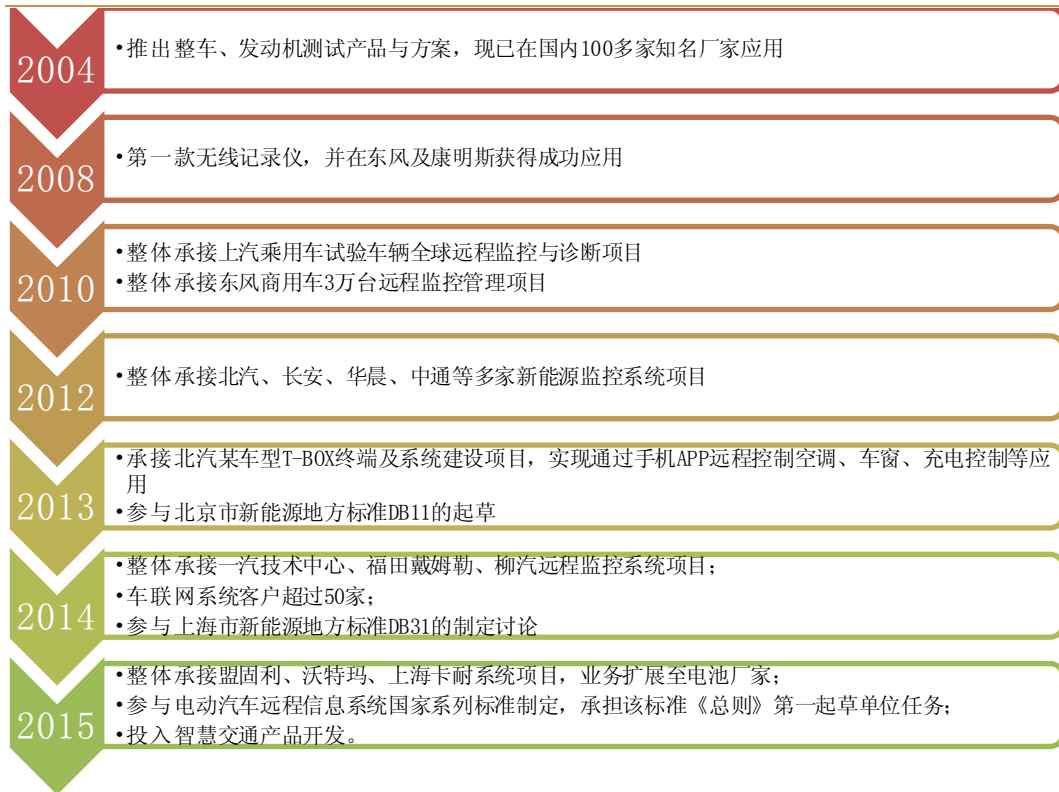 2004
•推出整车、发动机测试产品与方案，现已在国内100多家知名厂家应用
2008
•第一款无线记录仪，并在东风及康明斯获得成功应用
2010
•整体承接上汽乘用车试验车辆全球远程监控与诊断项目
•整体承接东风商用车3万台远程监控管理项目
2012
•整体承接北汽、长安、华晨、中通等多家新能源监控系统项目
2013
•承接北汽某车型T-BOX终端及系统建设项目，实现通过手机APP远程控制空调、车窗、充电控制等应
用
•参与北京市新能源地方标准DB11的起草
2014
•整体承接一汽技术中心、福田戴姆勒、柳汽远程监控系统项目；
•车联网系统客户超过50家；
•参与上海市新能源地方标准DB31的制定讨论
2015
•整体承接盟固利、沃特玛、上海卡耐系统项目，业务扩展至电池厂家；
•参与电动汽车远程信息系统国家系列标准制定，承担该标准《总则》第一起草单位任务；
•投入智慧交通产品开发。